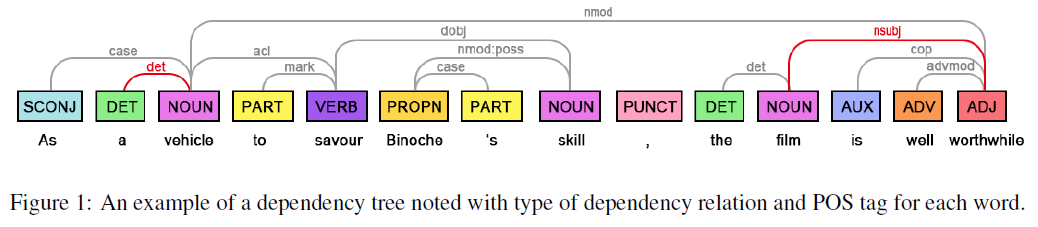 nmod
dobj nsubj
case acl nmod:poss cop
det mark case det advmod
SCONJ DET NOUN PART VERB PROPN PART NOUN PUNCT DET NOUN AUX ADV ADJ
As a vehicle to savour Binoche 's skill , the film is well worthwhile
Figure 1: An example of a dependency tree noted with type of dependency relation and POS tag for each word.